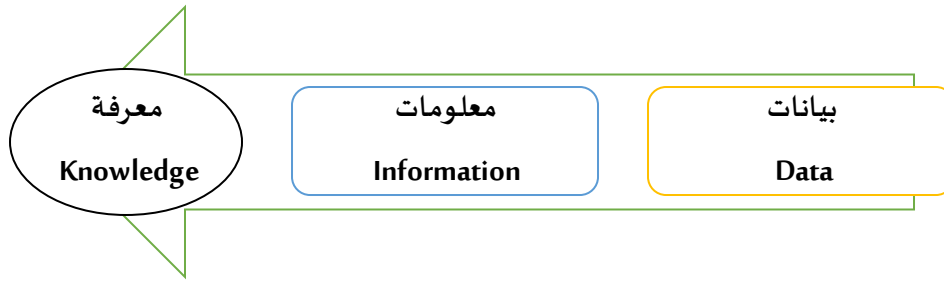 بيانات
Data
معلومات
Information
معرفة
Knowledge